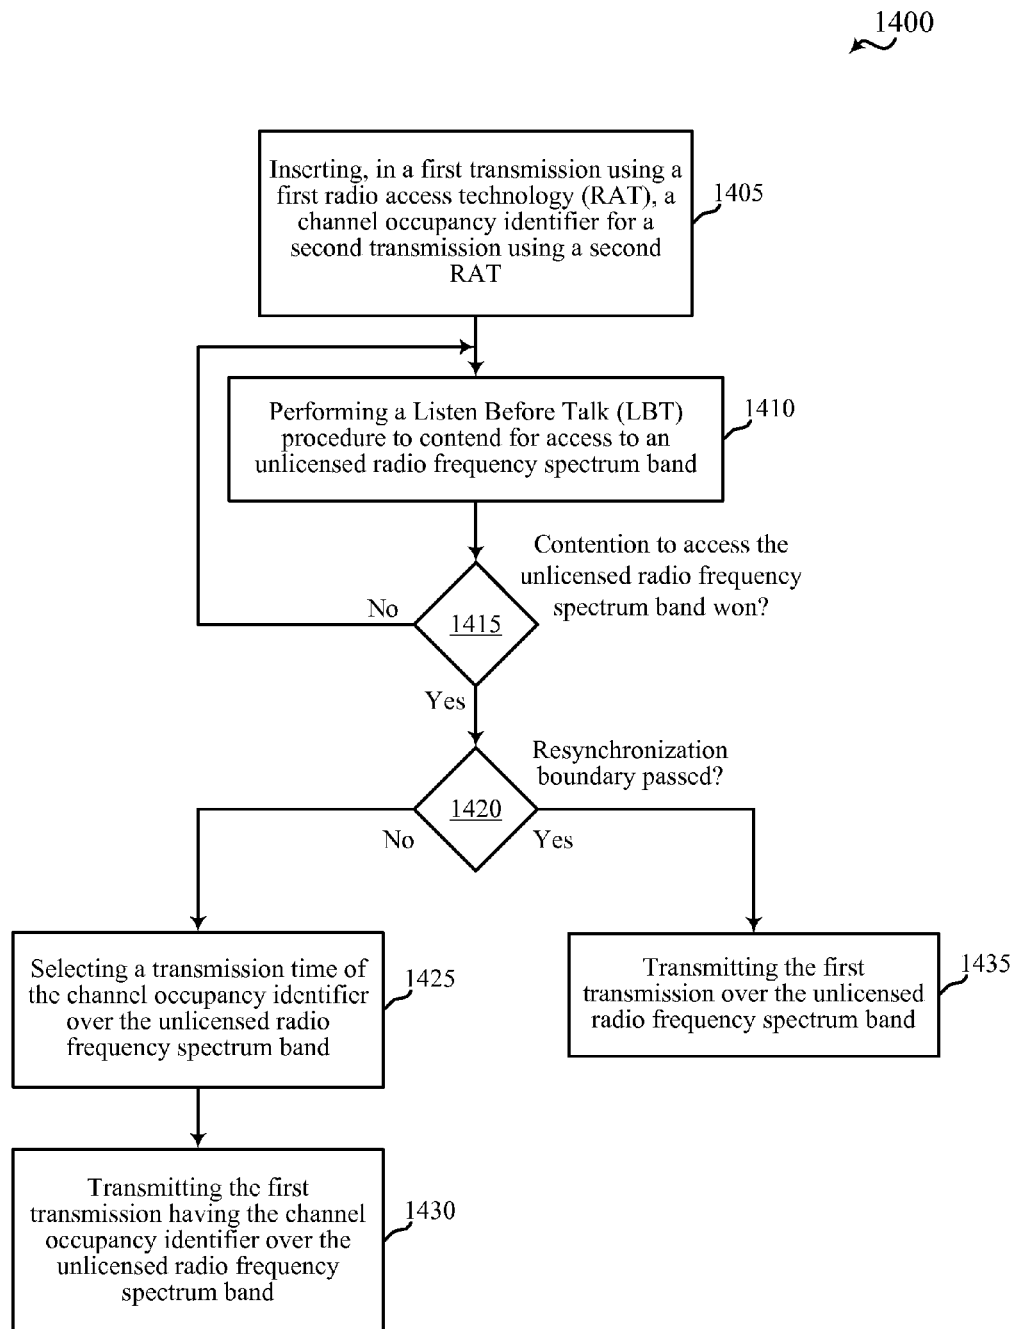 1400
Inserting, in a first transmission using a
first radio access technology (RAT), a
channel occupancy identifier for a
second transmission using a second
RAT
1405
Performing a Listen Before Talk (LBT)
procedure to contend for access to an
unlicensed radio frequency spectrum band
1410
Contention to access the
unlicensed radio frequency
spectrum band won?
No
1415
Yes
Resynchronization
boundary passed?
1420
No
Yes
Selecting a transmission time of
the channel occupancy identifier
over the unlicensed radio
frequency spectrum band
1425
Transmitting the first
transmission over the unlicensed
radio frequency spectrum band
1435
Transmitting the first
transmission having the channel
occupancy identifier over the
unlicensed radio frequency
spectrum band
1430